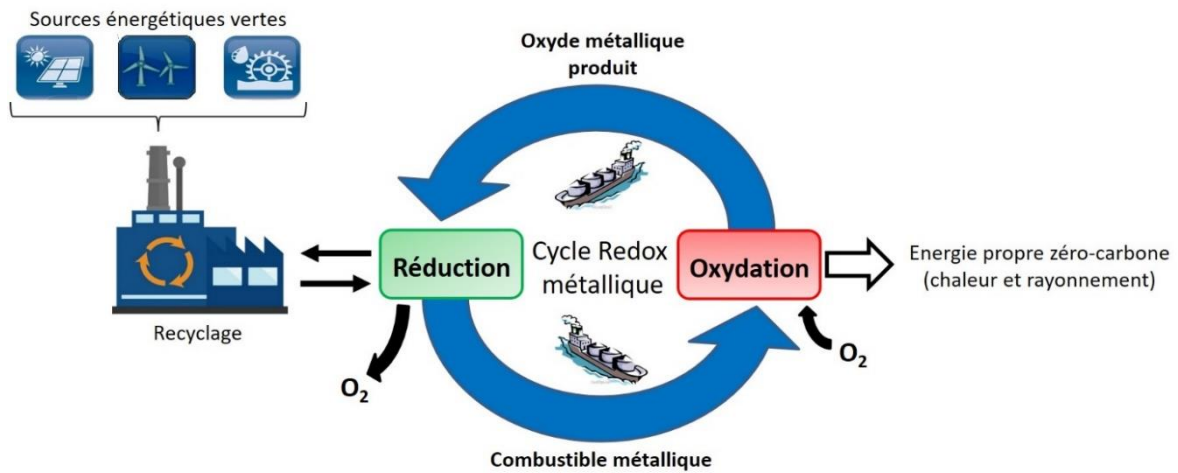 Sources énergétiques vertes
Oxyde métallique
produit
Réduction
Cycle Redox
métallique
Oxydation
Energie propre zéro-carbone
(chaleur et rayonnement)
Recyclage
O₂
O₂
Combustible métallique